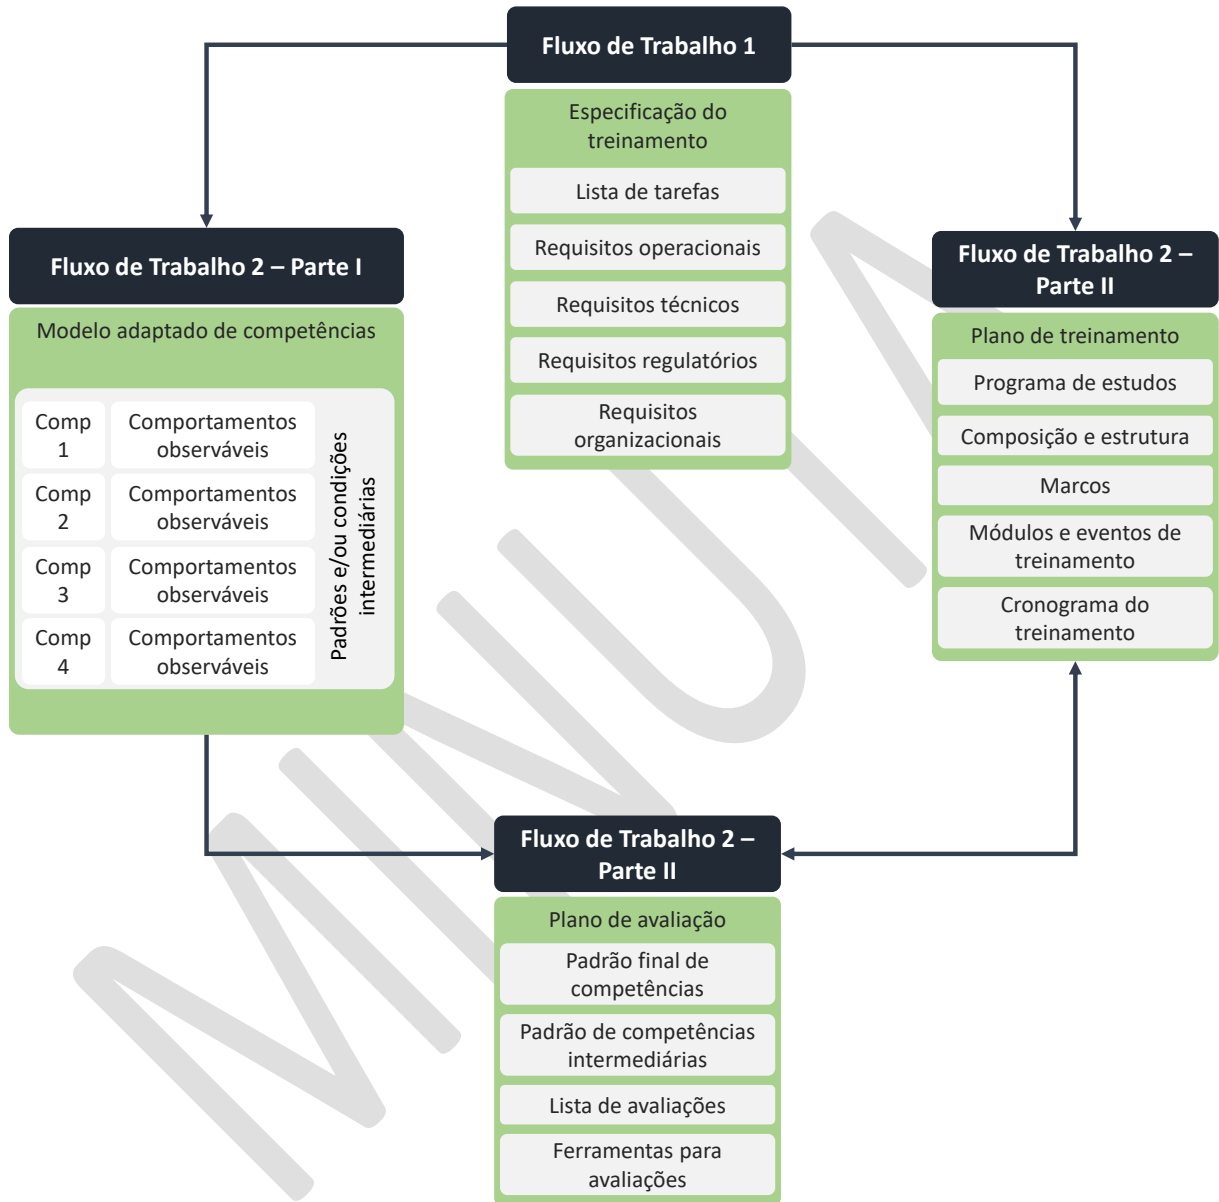 Fluxo de Trabalho 1
Especificação do
treinamento
Lista de tarefas
Requisitos operacionais
Requisitos técnicos
Requisitos regulatórios
Requisitos
organizacionais
Fluxo de Trabalho 2 – Parte I
Modelo adaptado de competências
Comp
1
Comportamentos
observáveis
Comp
2
Comportamentos
observáveis
Comp
3
Comportamentos
observáveis
Comp
4
Comportamentos
observáveis
Padrões e/ou condições
intermediárias
Fluxo de Trabalho 2 –
Parte II
Plano de treinamento
Programa de estudos
Composição e estrutura
Marcos
Módulos e eventos de
treinamento
Cronograma do
treinamento
Fluxo de Trabalho 2 –
Parte II
Plano de avaliação
Padrão final de
competências
Padrão de competências
intermediárias
Lista de avaliações
Ferramentas para
avaliações
MINUTA